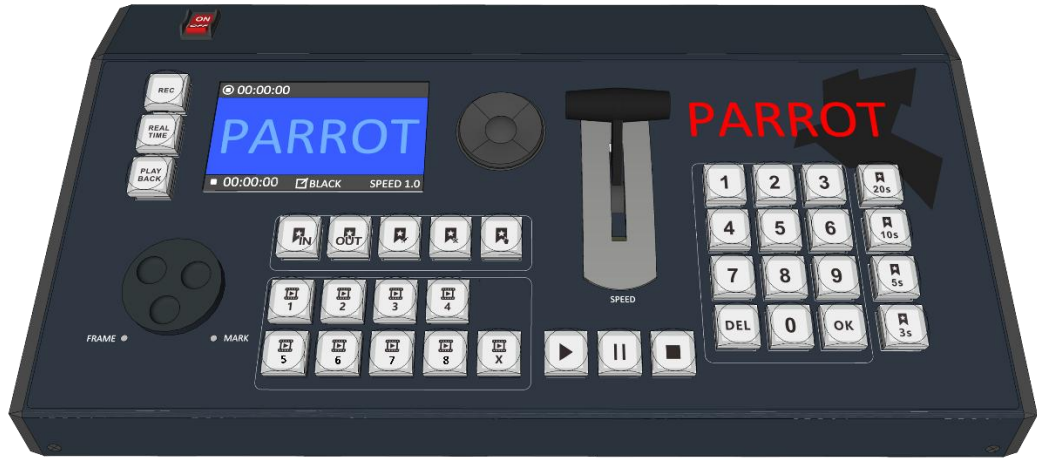 ON
OFF
REC
REAL
TIME
PLAY
BACK
00:00:00
PARROT
00:00:00 BLACK SPEED 1.0
PARROT
IN
OUT
1 2 3 4
5 6 7 8 X
FRAME
MARK
SPEED
1 2 3 20s
4 5 6 10s
7 8 9 5s
DEL 0 OK 3s